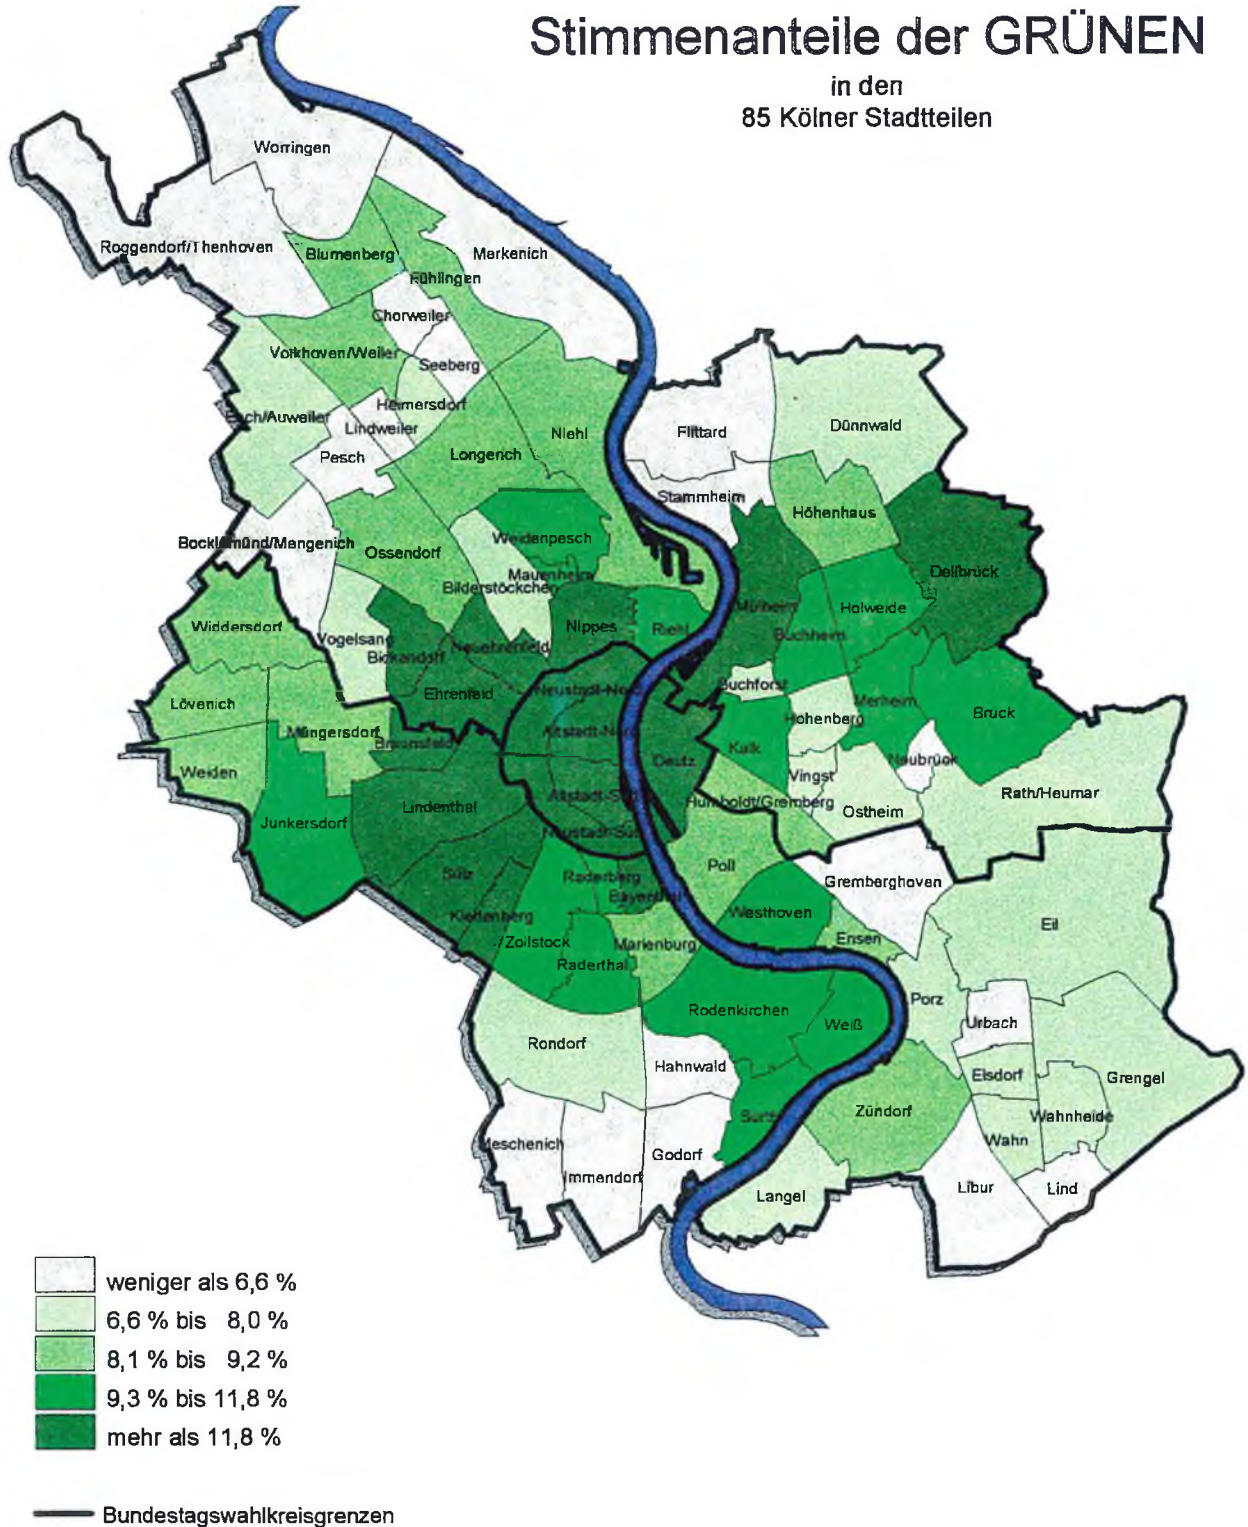 Stimmenanteile der GRÜNEN
in den
85 Kölner Stadtteilen
Worringen
Roggendorf/Thenhoven
Blumenberg
Merkenich
Fühlingen
Chorweiler
Volkhoven/Weiler
Seeberg
Heimersdorf
Esch/Auweiler
Lindweiler
Pesch
Longerich
Niehl
Flittard
Dünnwald
Stammheim
Höhenhaus
Bocklemünd/Mengenich
Ossendorf
Weidenpesch
Mauenheim
Bilderstöckchen
Dellbrück
Holweide
Mülheim
Buchheim
Widdersdorf
Vogelsang
Bickendorf
Neuehrenfeld
Nippes
Riehl
Ehrenfeld
Neustadt-Nord
Buchforst
Lövenich
Müngersdorf
Braunsfeld
Altstadt-Nord
Höhenberg
Merheim
Brück
Kalk
Deutz
Neubrück
Weiden
Vingst
Rath/Heumar
Lindenthal
Altstadt-Süd
Humboldt/Gremberg
Ostheim
Junkersdorf
Neustadt-Süd
Poll
Sülz
Raderberg
Bayenthal
Gremberghoven
Klettenberg
Westhoven
Eil
/Zollstock
Marienburg
Ensen
Raderthal
Rodenkirchen
Weiß
Porz
Urbach
Rondorf
Hahnwald
Elsdorf
Grengel
Sürth
Zündorf
Wahnheide
Meschenich
Godorf
Wahn
Immendorf
Langel
Libur
Lind
weniger als 6,6 %
6,6 % bis 8,0 %
8,1 % bis 9,2 %
9,3 % bis 11,8 %
mehr als 11,8 %
Bundestagswahlkreisgrenzen